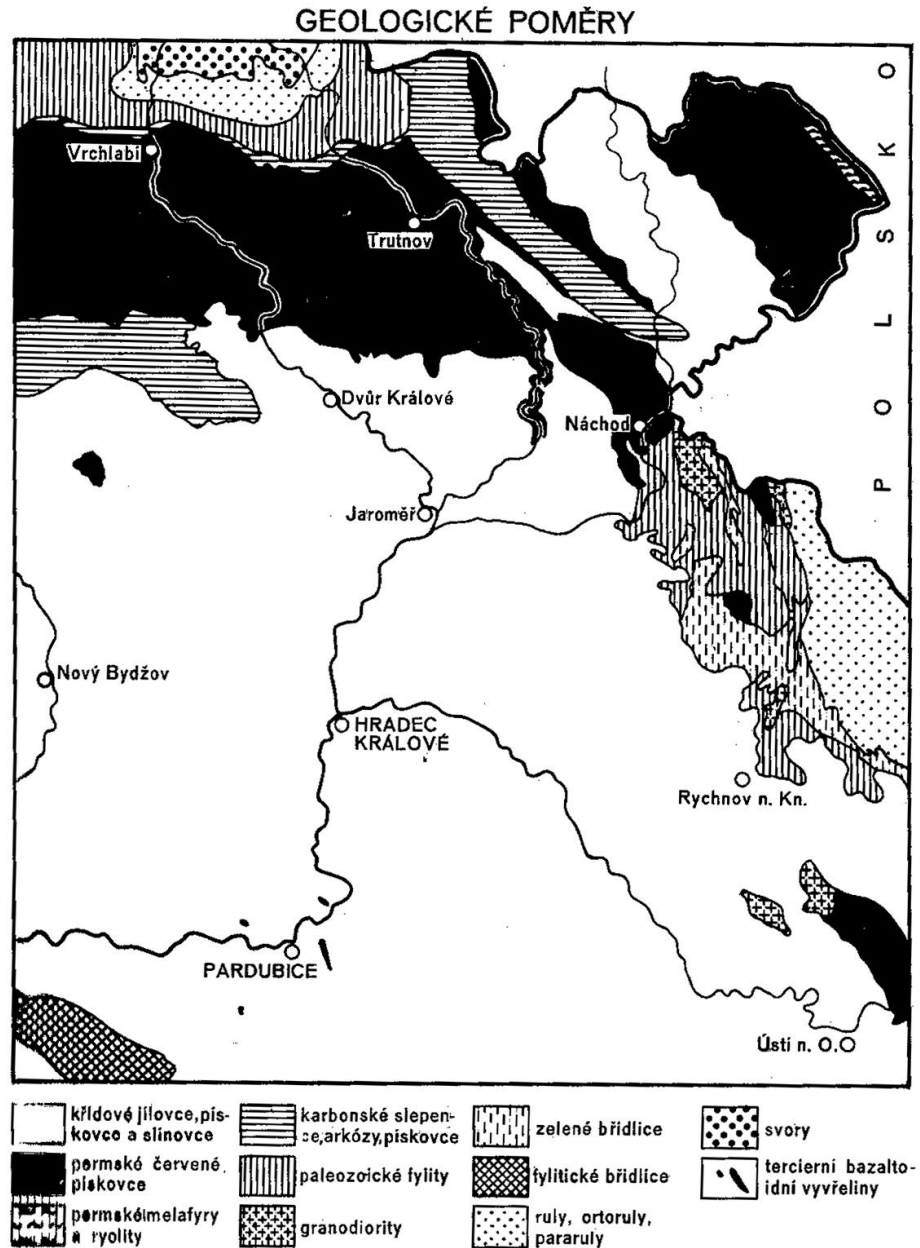 GEOLOGICKÉ POMĚRY
POLSKO
Vrchlabí
Trutnov
Dvůr Králové
Náchod
Jaroměř
Nový Bydžov
HRADEC
KRÁLOVÉ
Rychnov n. Kn.
PARDUBICE
Ústí n. O.
křídové jílovce, pís-
kovce a slínovce
permské červené
pískovce
permské melafyry
a ryolity
karbonské slepen-
ce, arkózy, pískovce
paleozoické fylity
granodiority
zelené břidlice
fylitické břidlice
ruly, ortoruly,
pararuly
svory
tercierní bazalto-
idní vyvřeliny